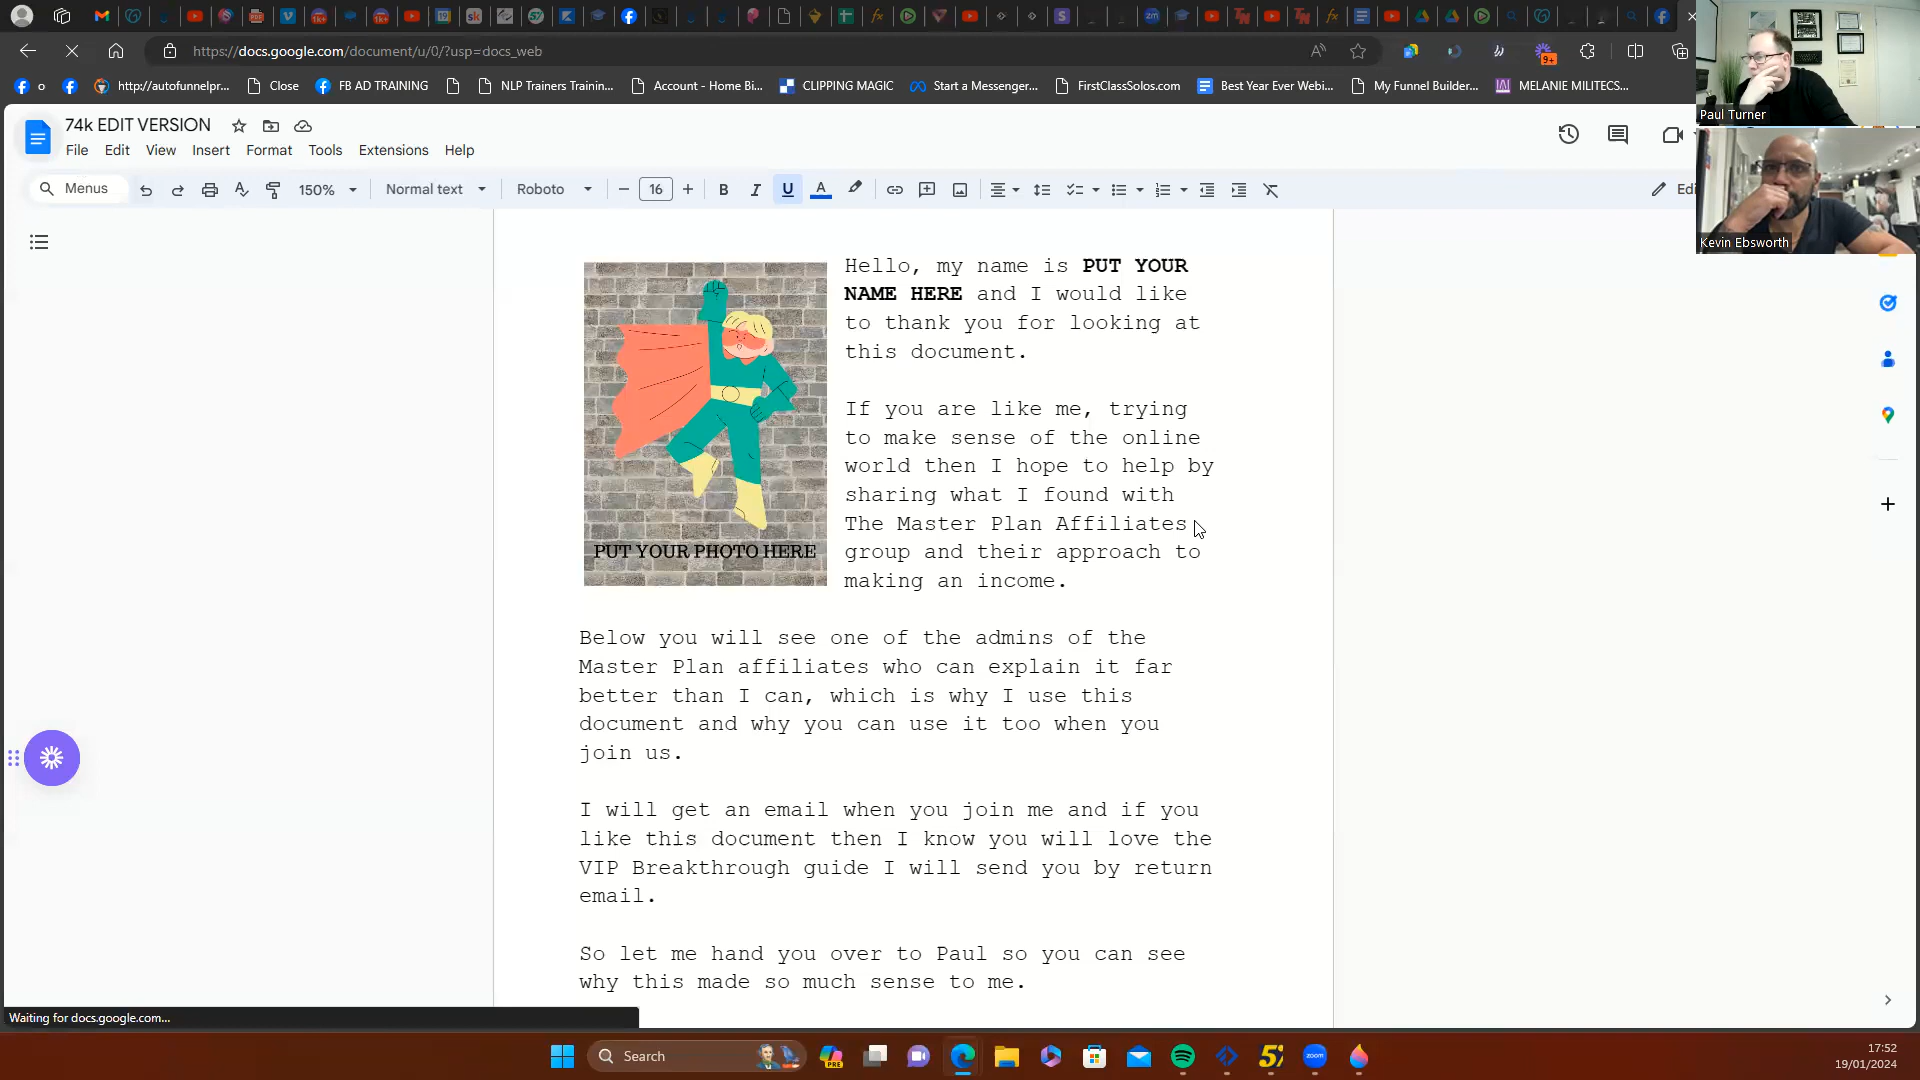 https://docs.google.com/document/u/0/?usp=docs_web
9+
http://autofunnelpr...
Close
FB AD TRAINING
NLP Trainers Trainin...
Account - Home Bi...
CLIPPING MAGIC
Start a Messenger...
FirstClassSolos.com
Best Year Ever Webi...
My Funnel Builder...
MELANIE MILITECS...
Paul Turner
74k EDIT VERSION
File Edit View Insert Format Tools Extensions Help
Menus
150%
Normal text
Roboto
16
Edi
Kevin Ebsworth
Hello, my name is PUT YOUR
NAME HERE and I would like
to thank you for looking at
this document.
If you are like me, trying
to make sense of the online
world then I hope to help by
sharing what I found with
The Master Plan Affiliates
group and their approach to
making an income.
PUT YOUR PHOTO HERE
Below you will see one of the admins of the
Master Plan affiliates who can explain it far
better than I can, which is why I use this
document and why you can use it too when you
join us.
I will get an email when you join me and if you
like this document then I know you will love the
VIP Breakthrough guide I will send you by return
email.
So let me hand you over to Paul so you can see
why this made so much sense to me.
Waiting for docs.google.com...
Search
PRE
zoom
17:52
19/01/2024